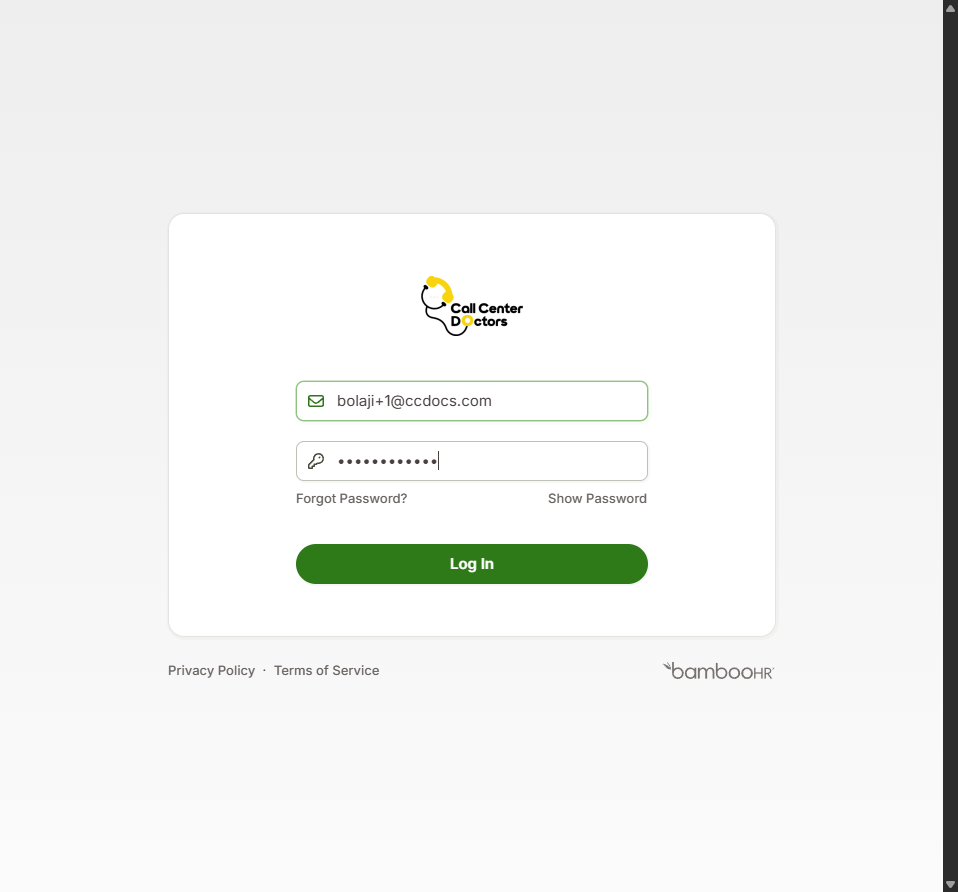 Call Center
Doctors
bolaji+1@ccdocs.com
••••••••••••
Forgot Password? Show Password
Log In
Privacy Policy · Terms of Service bambooHR